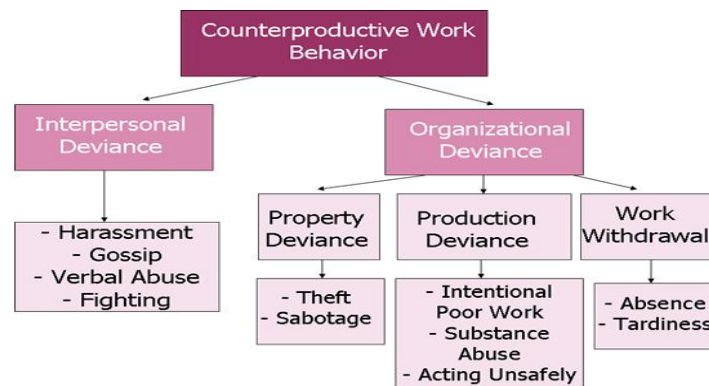 Counterproductive Work
Behavior
Interpersonal
Deviance
Organizational
Deviance
- Harassment
- Gossip
- Verbal Abuse
- Fighting
Property
Deviance
Production
Deviance
Work
Withdrawal
- Theft
- Sabotage
- Intentional
Poor Work
- Substance
Abuse
- Acting Unsafely
- Absence
- Tardiness